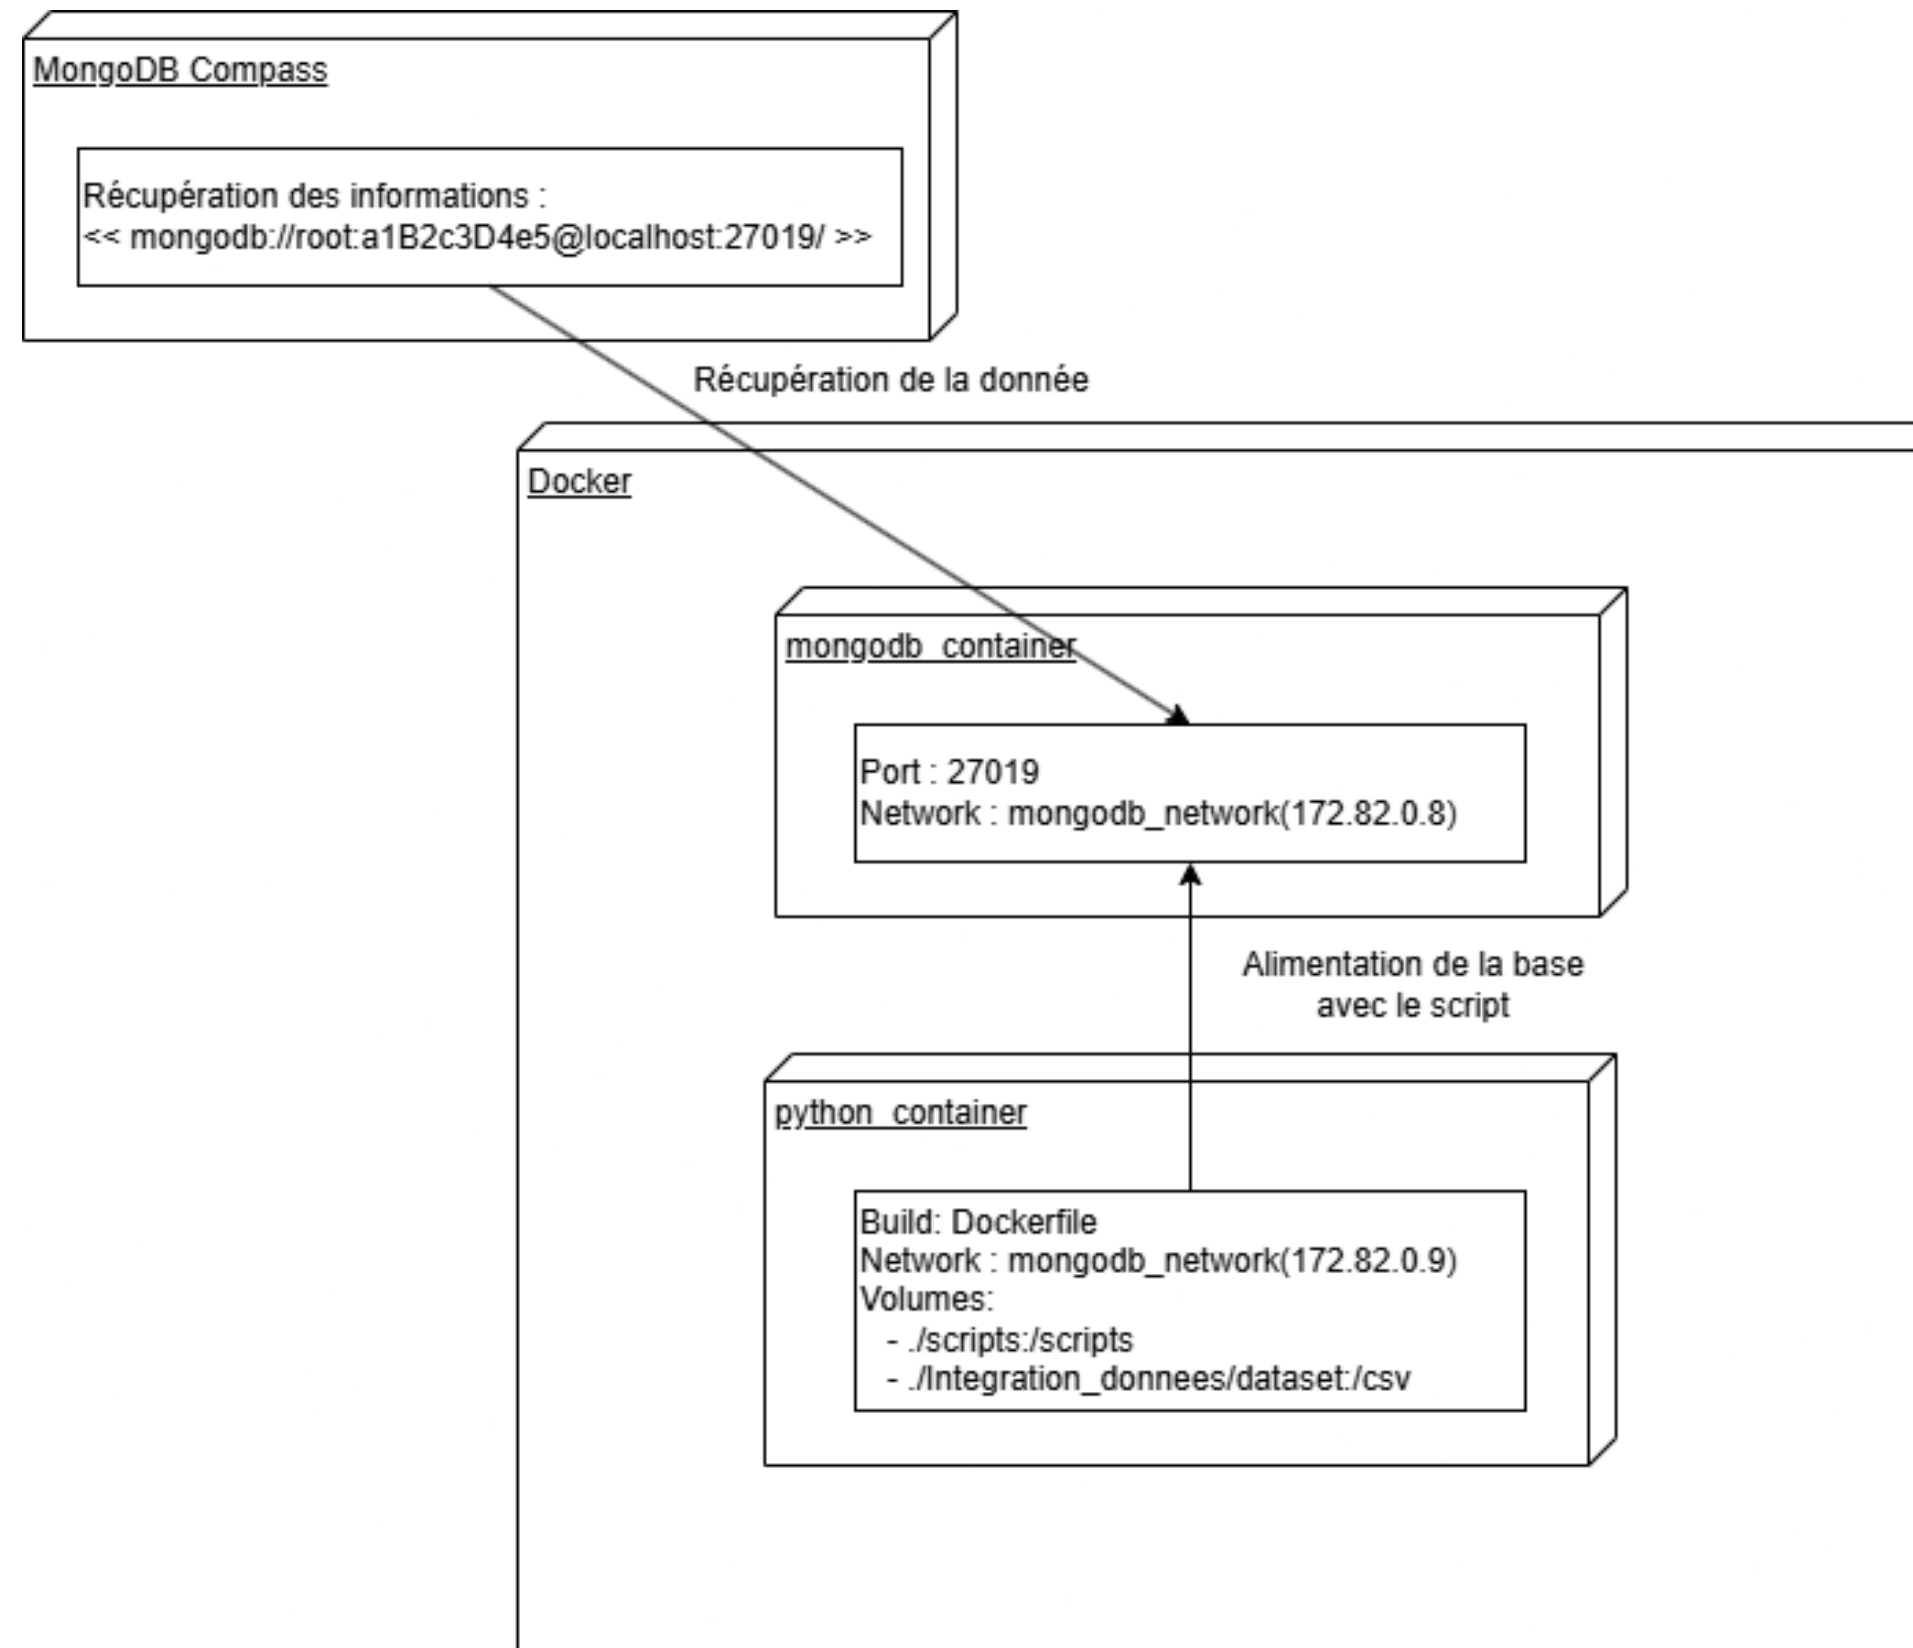 MongoDB Compass
Récupération des informations :
<< mongodb://root:a1B2c3D4e5@localhost:27019/ >>
Récupération de la donnée
Docker
mongodb_container
Port : 27019
Network : mongodb_network(172.82.0.8)
Alimentation de la base
avec le script
python_container
Build: Dockerfile
Network : mongodb_network(172.82.0.9)
Volumes:
- ./scripts:/scripts
- ./Integration_donnees/dataset:/csv